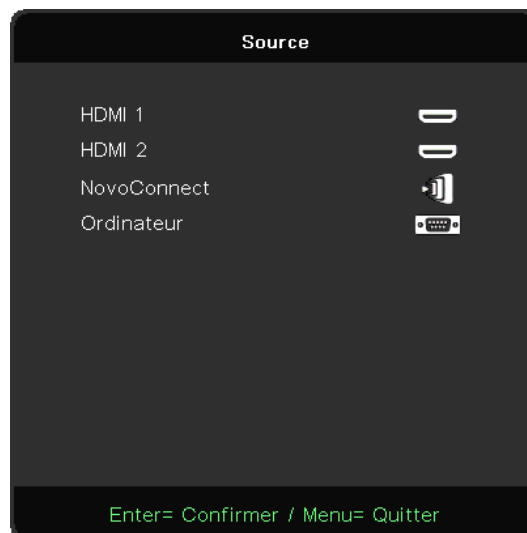 Source
HDMI 1
HDMI 2
NovoConnect
Ordinateur
Enter= Confirmer / Menu= Quitter